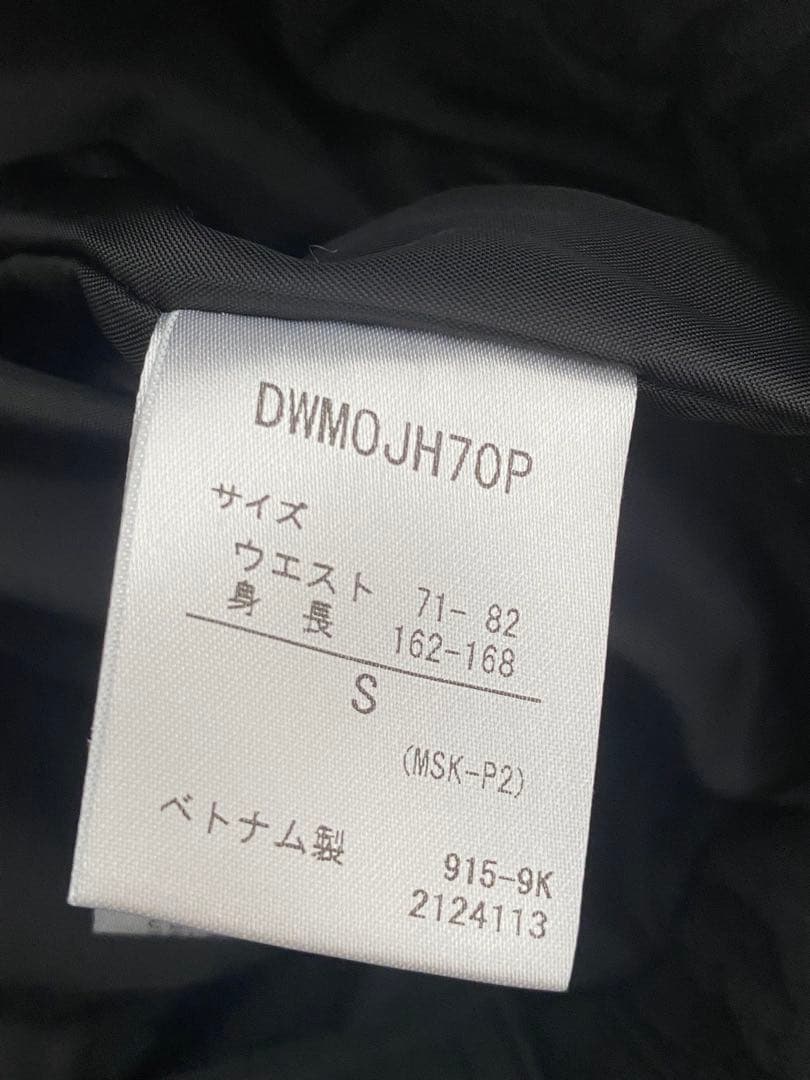 DWMOJH70P
サイズ
ウエスト 71- 82
身 長 162-168
S
(MSK-P2)
ベトナム製
915-9K
2124113